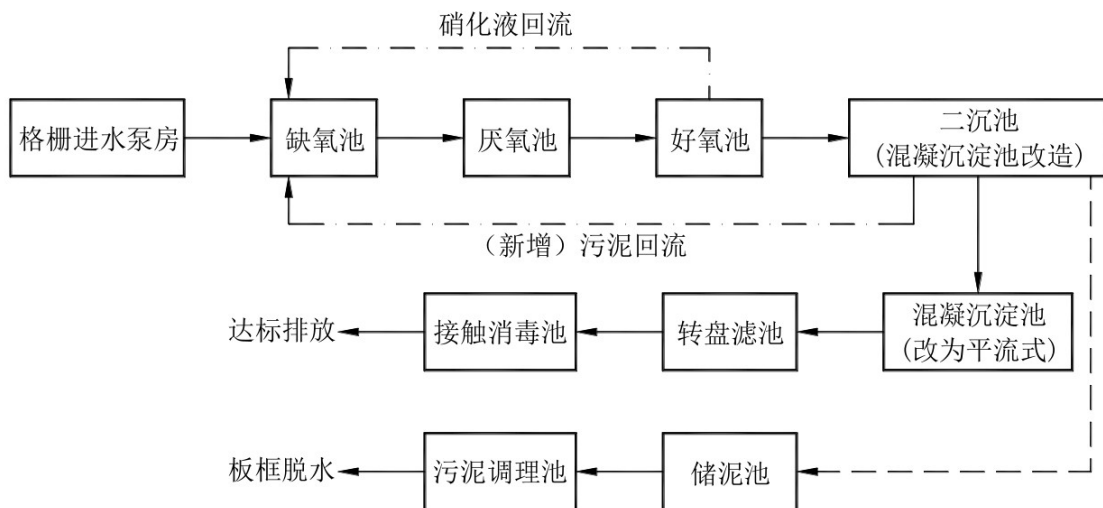 硝化液回流
格栅进水泵房
缺氧池
厌氧池
好氧池
二沉池
(混凝沉淀池改造)
（新增）污泥回流
达标排放
接触消毒池
转盘滤池
混凝沉淀池
(改为平流式)
板框脱水
污泥调理池
储泥池